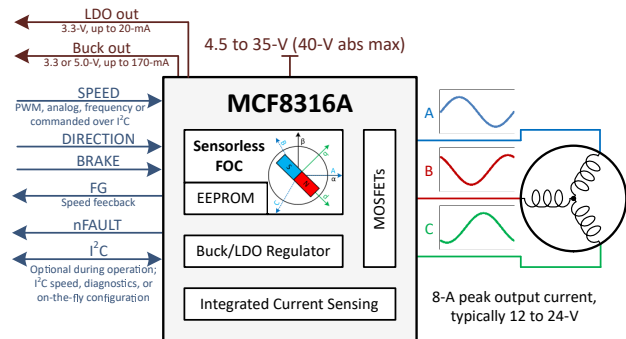 LDO out
3.3-V, up to 20-mA
Buck out
3.3 or 5.0-V, up to 170-mA
4.5 to 35-V (40-V abs max)
SPEED
PWM, analog, frequency or
commanded over I²C
DIRECTION
BRAKE
FG
Speed feecback
nFAULT
I²C
Optional during operation;
I²C speed, diagnostics, or
on-the-fly configuration
MCF8316A
Sensorless
FOC
EEPROM
β
A
α
MOSFETs
Buck/LDO Regulator
Integrated Current Sensing
A
B
C
8-A peak output current,
typically 12 to 24-V